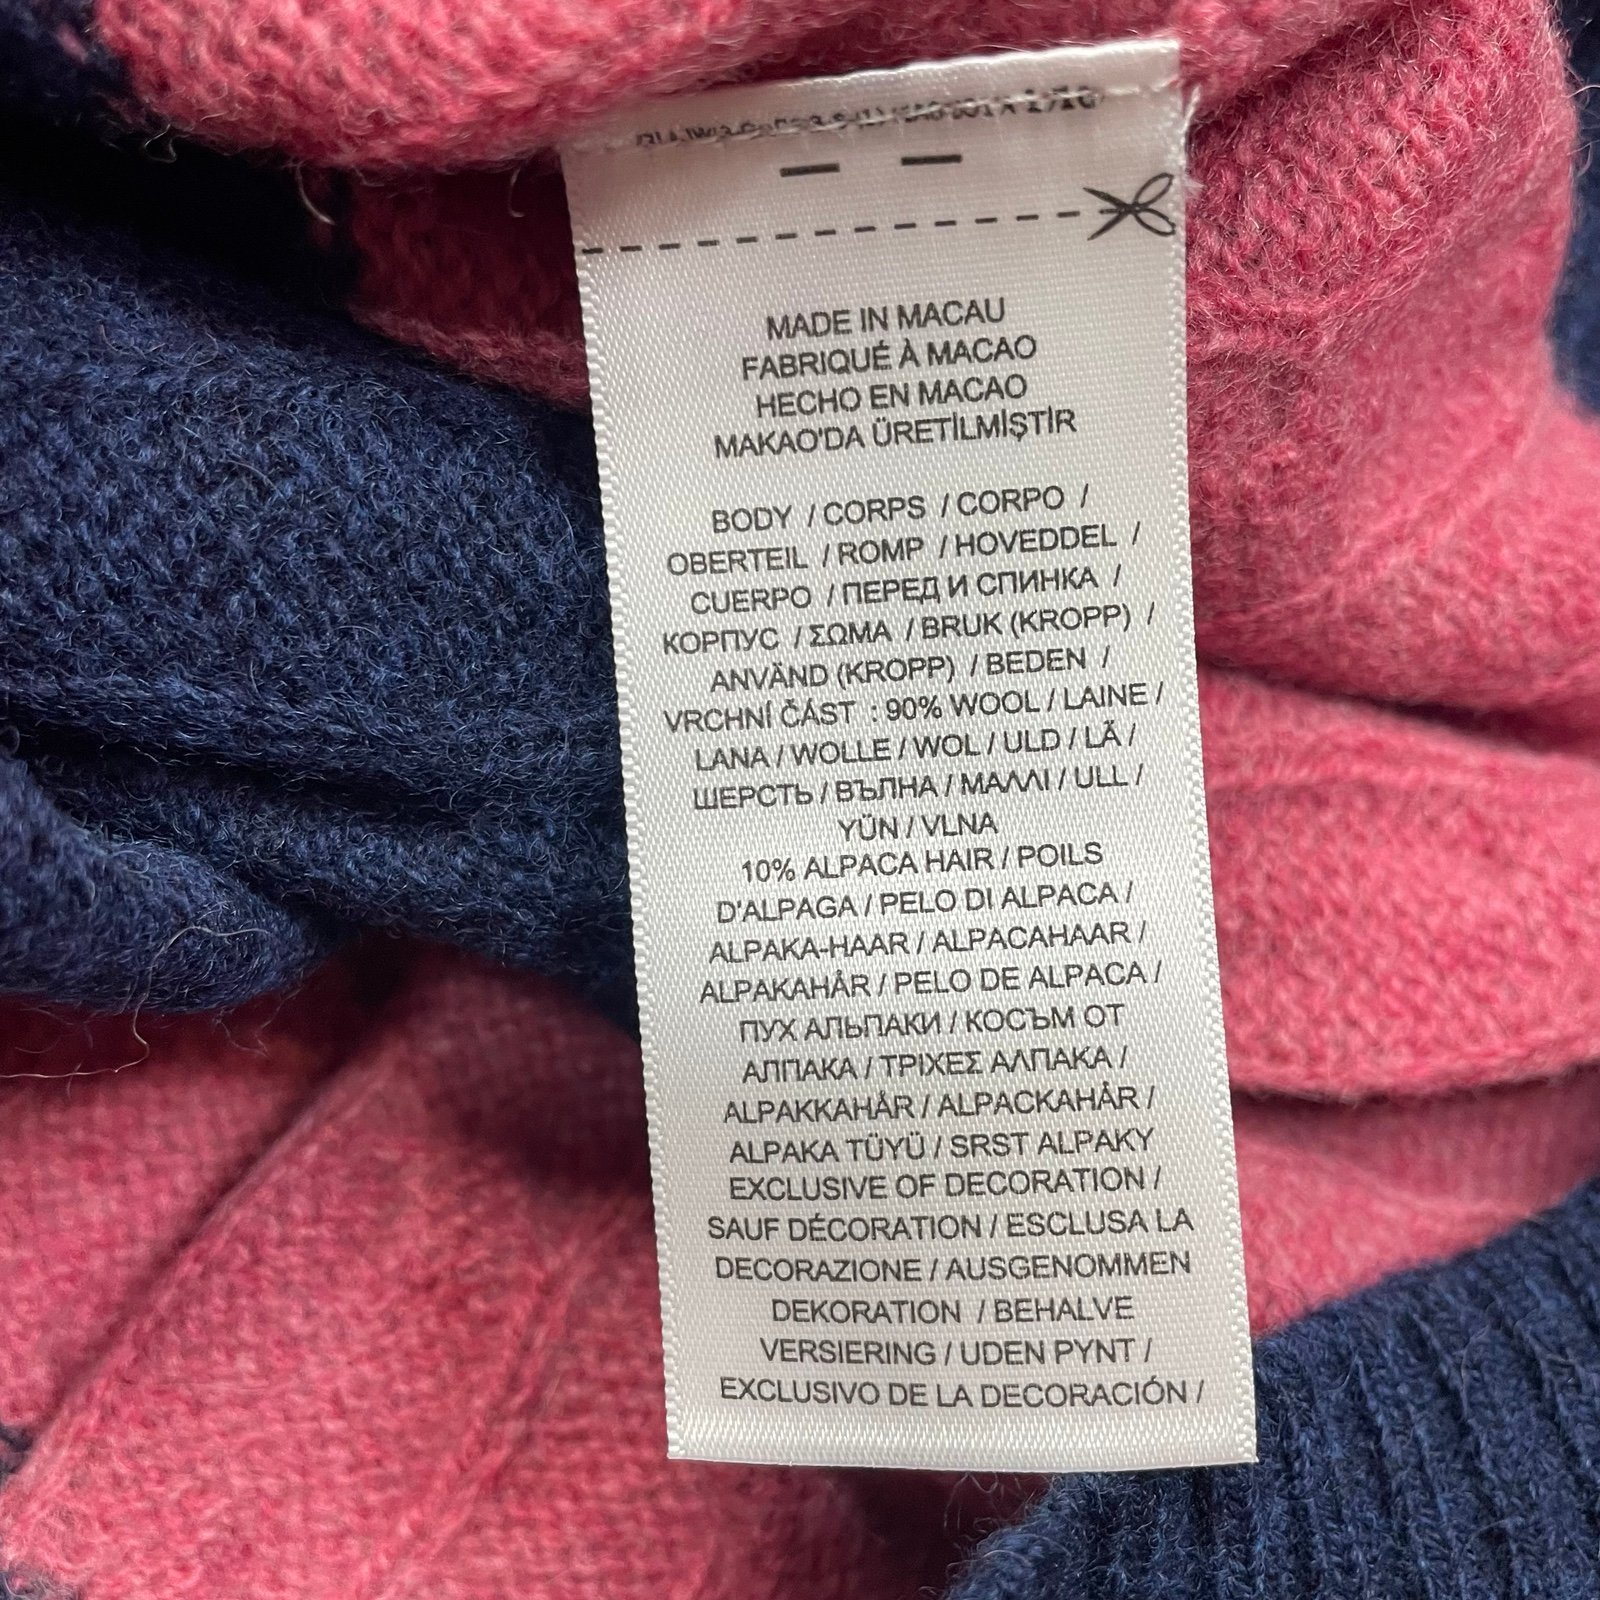 MADE IN MACAU
FABRIQUÉ À MACAO
HECHO EN MACAO
MAKAO'DA ÜRETİLMİŞTİR
BODY / CORPS / CORPO /
OBERTEIL / ROMP / HOVEDDEL /
CUERPO / ПЕРЕД И СПИНКА /
КОРПУС / ΣΩΜΑ / BRUK (KROPP) /
ANVÄND (KROPP) / BEDEN /
VRCHNÍ ČÁST : 90% WOOL / LAINE /
LANA / WOLLE / WOL / ULD / LÃ /
ШЕРСТЬ / ВЪЛНА / ΜΑΛΛΙ / ULL /
YÜN / VLNA
10% ALPACA HAIR / POILS
D'ALPAGA / PELO DI ALPACA /
ALPAKA-HAAR / ALPACAHAAR /
ALPAKAHÅR / PELO DE ALPACA /
ПУХ АЛЬПАКИ / КОСЪМ ОТ
АЛПАКА / ΤΡΙΧΕΣ ΑΛΠΑΚΑ /
ALPAKKAHÅR / ALPACKAHÅR /
ALPAKA TÜYÜ / SRST ALPAKY
EXCLUSIVE OF DECORATION /
SAUF DÉCORATION / ESCLUSA LA
DECORAZIONE / AUSGENOMMEN
DEKORATION / BEHALVE
VERSIERING / UDEN PYNT /
EXCLUSIVO DE LA DECORACIÓN /